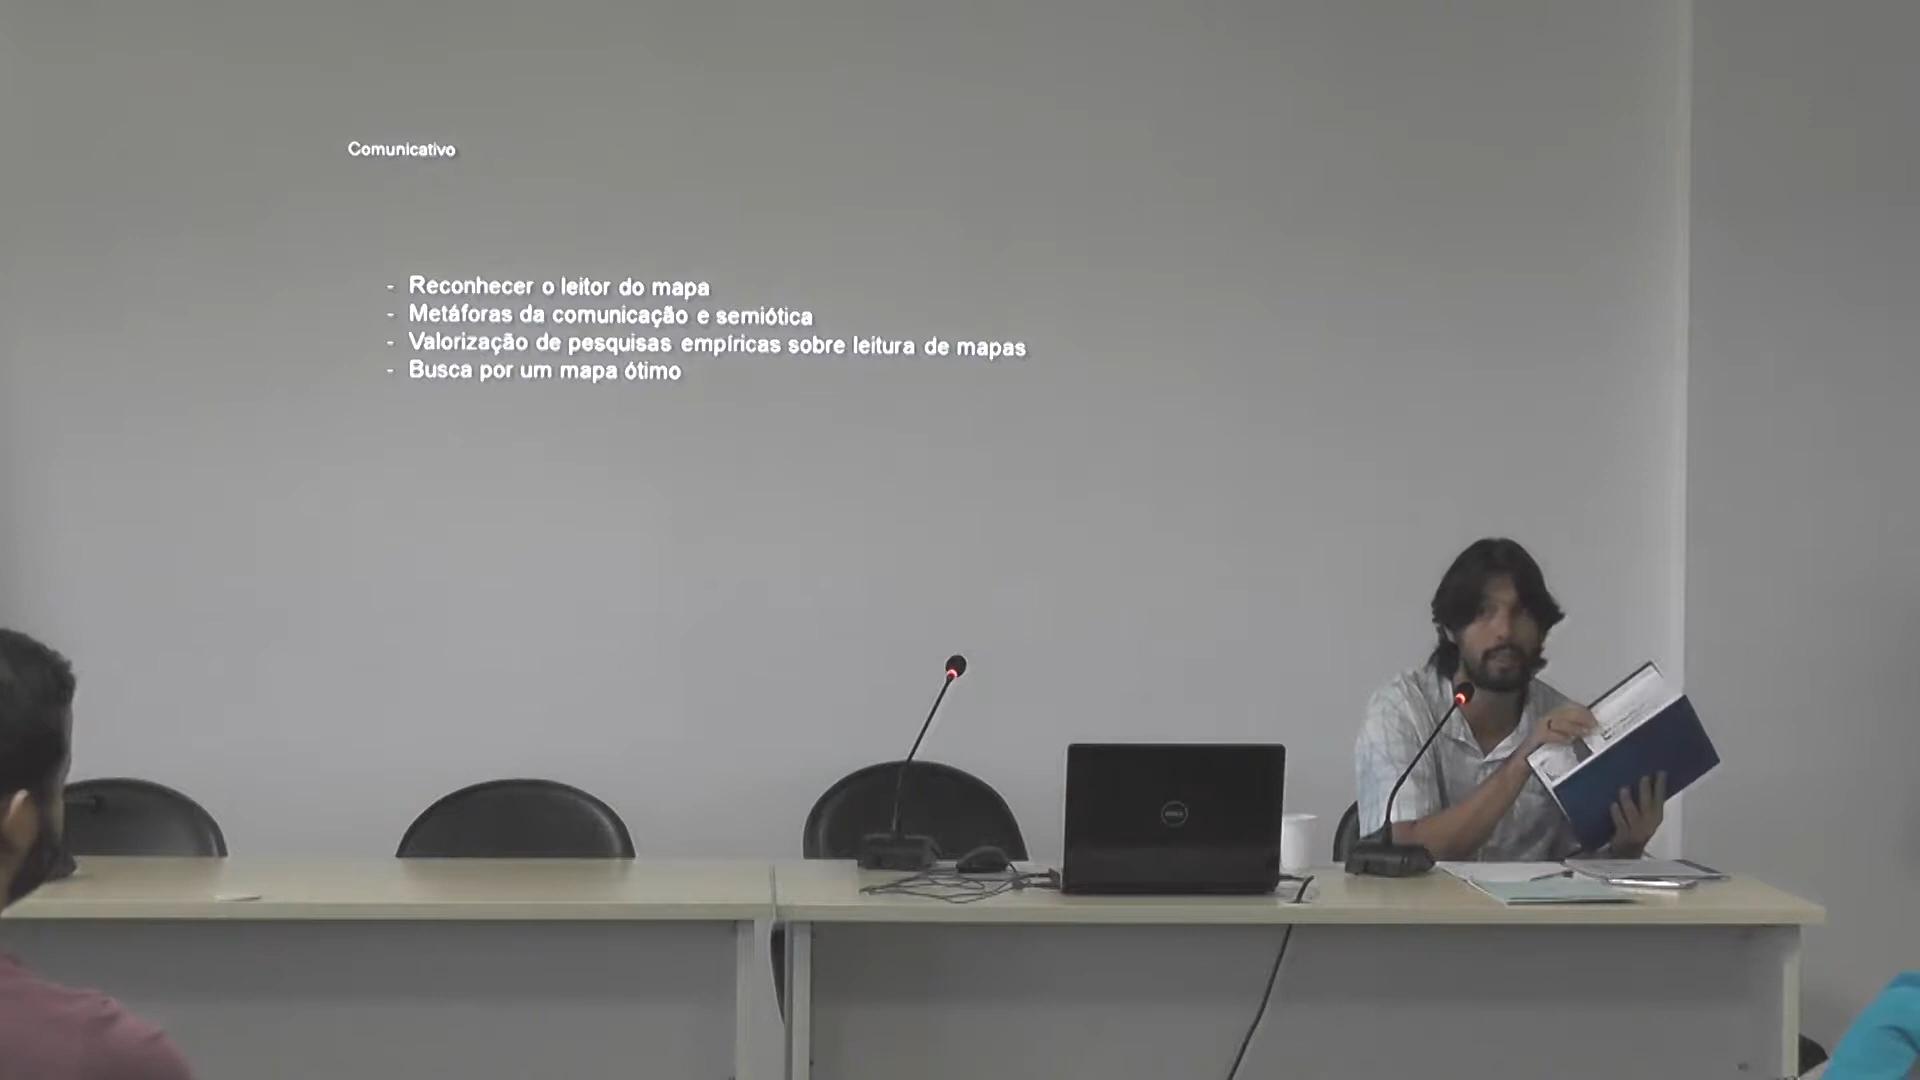 Comunicativo
- Reconhecer o leitor do mapa
- Metáforas da comunicação e semiótica
- Valorização de pesquisas empíricas sobre leitura de mapas
- Busca por um mapa ótimo
DELL